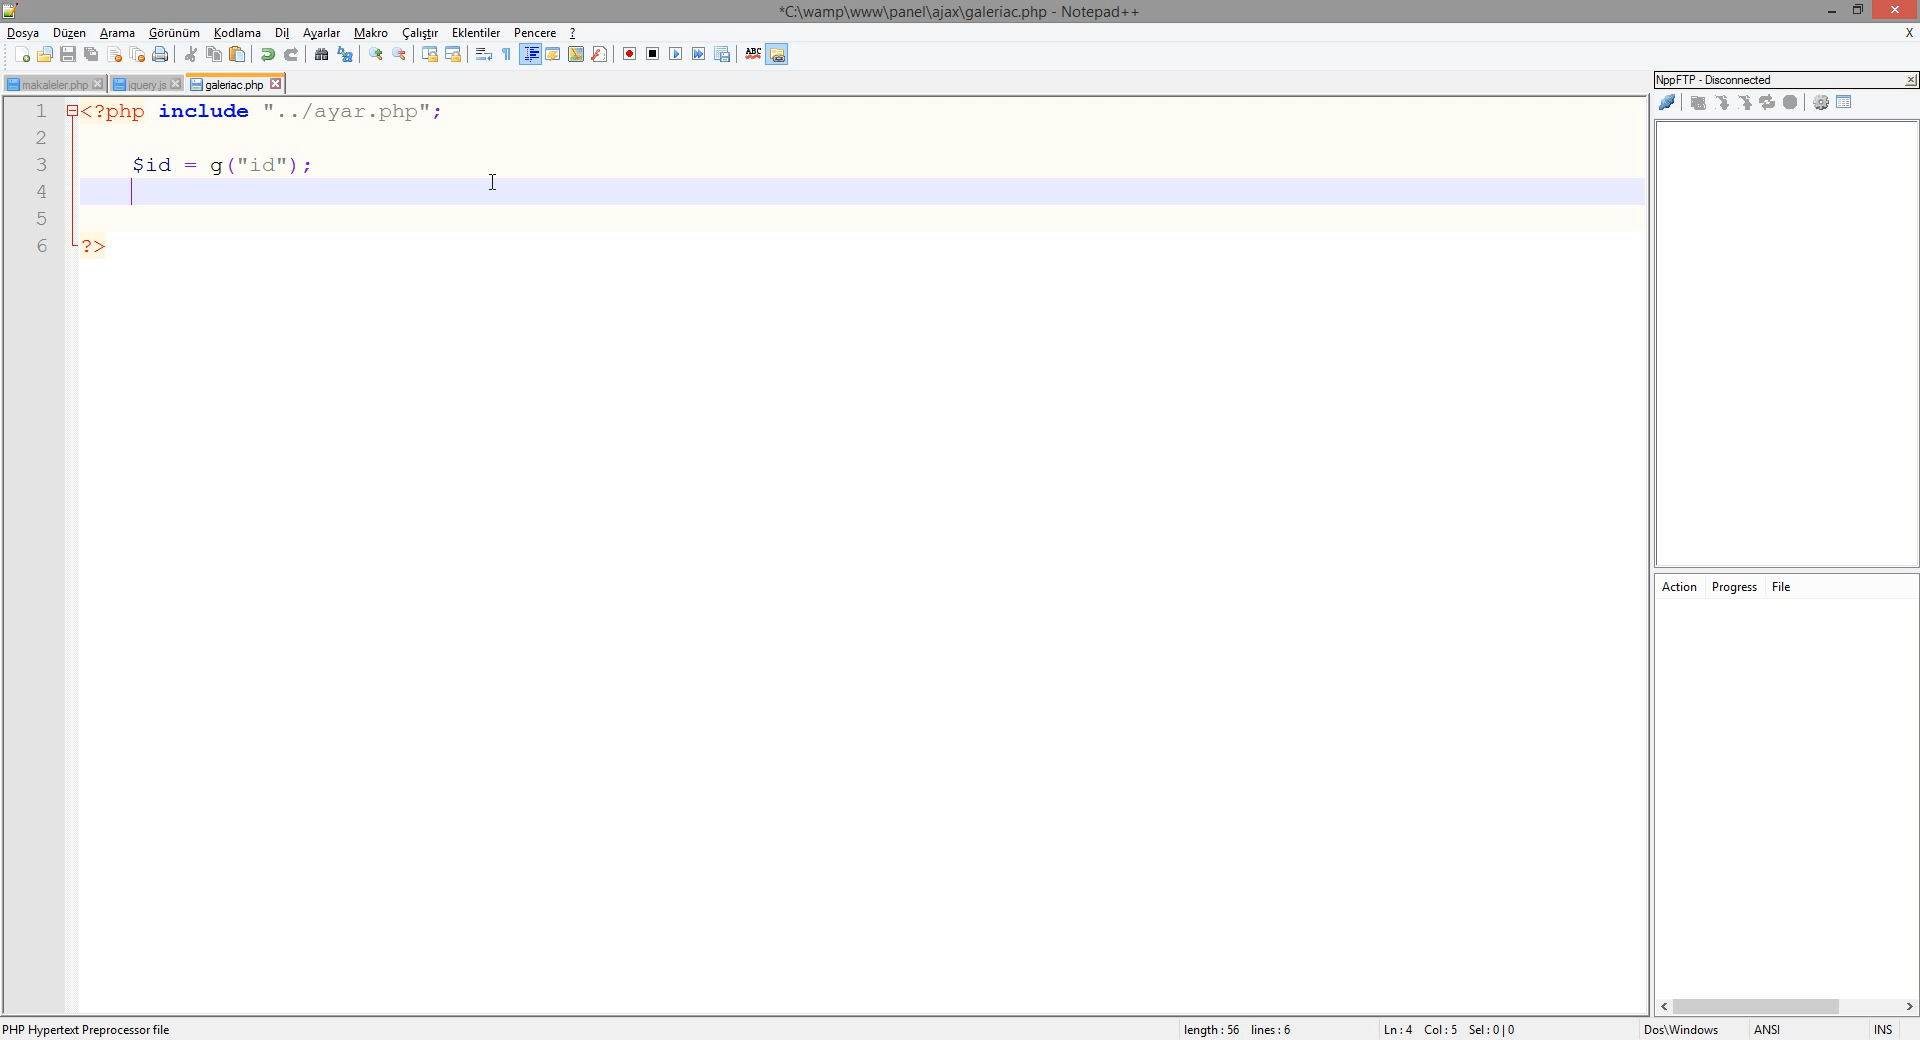 *C:\wamp\www\panel\ajax\galeriac.php - Notepad++
Dosya Düzen Arama Görünüm Kodlama Dil Ayarlar Makro Çalıştır Eklentiler Pencere ? X
ABC
makaleler.php jquery.js galeriac.php
NppFTP - Disconnected
1 <?php include "../ayar.php";
2
3 $id = g("id");
4
5
6 ?>
Action Progress File
PHP Hypertext Preprocessor file length : 56 lines : 6 Ln : 4 Col : 5 Sel : 0 | 0 Dos\Windows ANSI INS